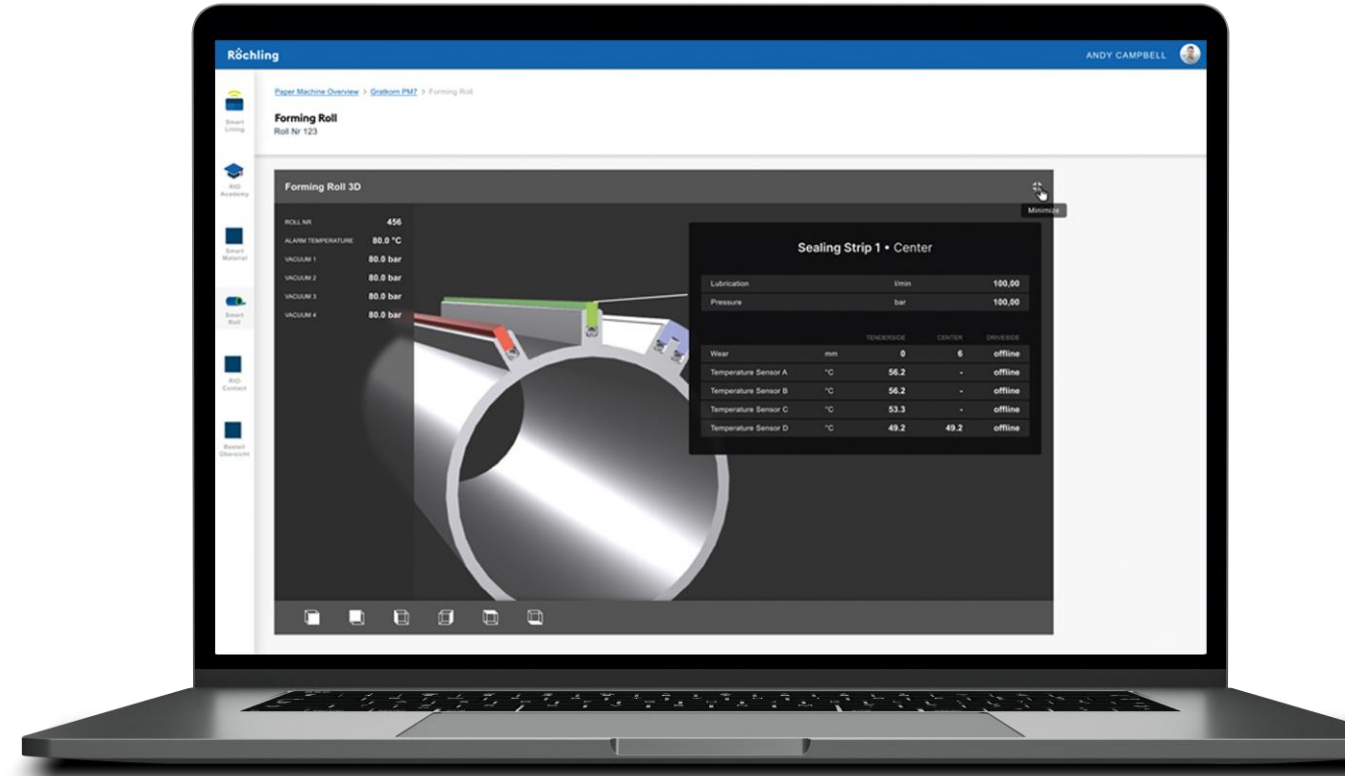 Röchling
ANDY CAMPBELL
Paper Machine Overview > Gratkorn PM7 > Forming Roll
Forming Roll
Roll Nr 123
Smart
Lining
RIO
Academy
Smart
Material
Smart
Roll
RIO
Contact
Bestell
Übersicht
Forming Roll 3D
Minimize
ROLL NR 456
ALARM TEMPERATURE 80.0 °C
VACUUM 1 80.0 bar
VACUUM 2 80.0 bar
VACUUM 3 80.0 bar
VACUUM 4 80.0 bar
Sealing Strip 1 • Center
Lubrication l/min 100,00
Pressure bar 100,00
TENDERSIDE CENTER DRIVESIDE
Wear mm 0 6 offline
Temperature Sensor A °C 56.2 - offline
Temperature Sensor B °C 56.2 - offline
Temperature Sensor C °C 53.3 - offline
Temperature Sensor D °C 49.2 49.2 offline